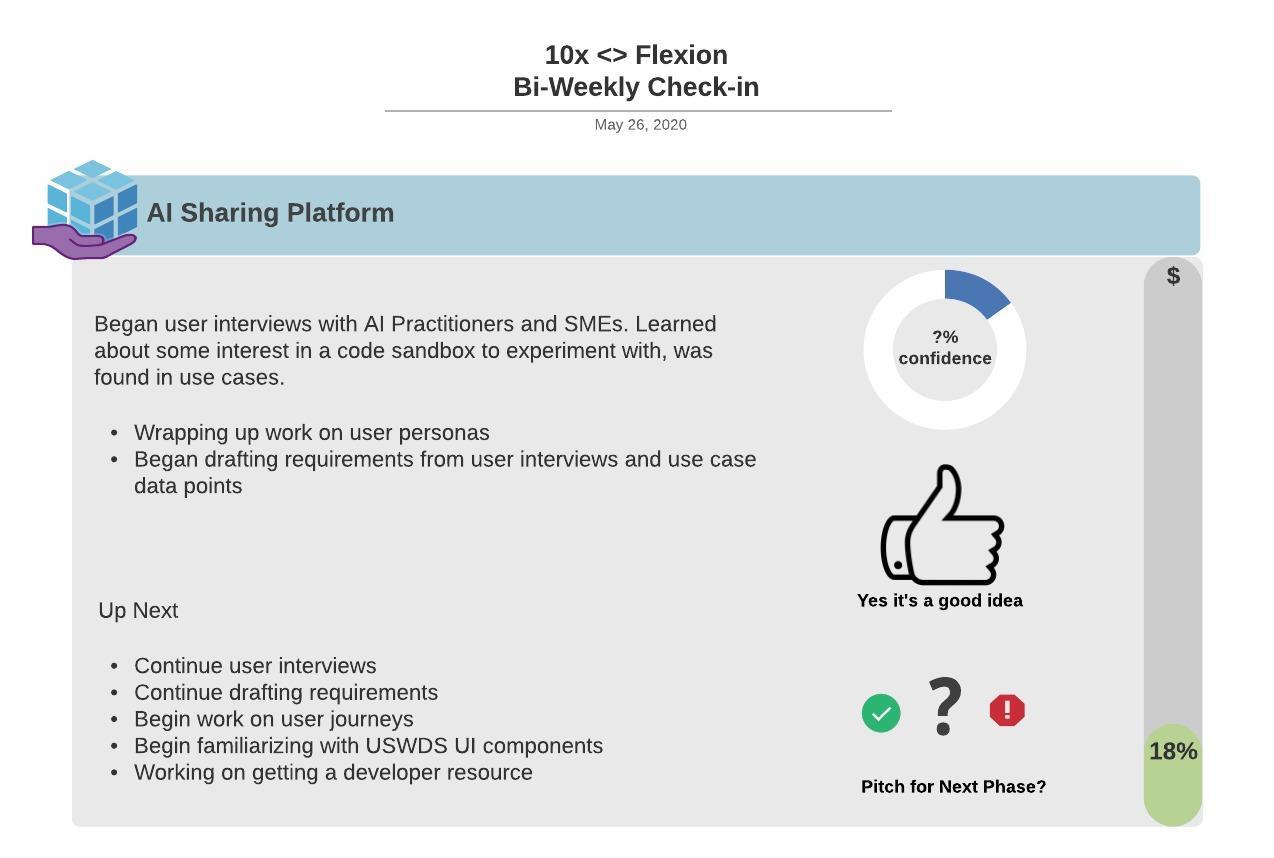 10x <> Flexion
Bi-Weekly Check-in
May 26, 2020
AI Sharing Platform
Began user interviews with AI Practitioners and SMEs. Learned
about some interest in a code sandbox to experiment with, was
found in use cases.
• Wrapping up work on user personas
• Began drafting requirements from user interviews and use case
data points
Up Next
• Continue user interviews
• Continue drafting requirements
• Begin work on user journeys
• Begin familiarizing with USWDS UI components
• Working on getting a developer resource
?%
confidence
Yes it's a good idea
?
!
Pitch for Next Phase?
$
18%